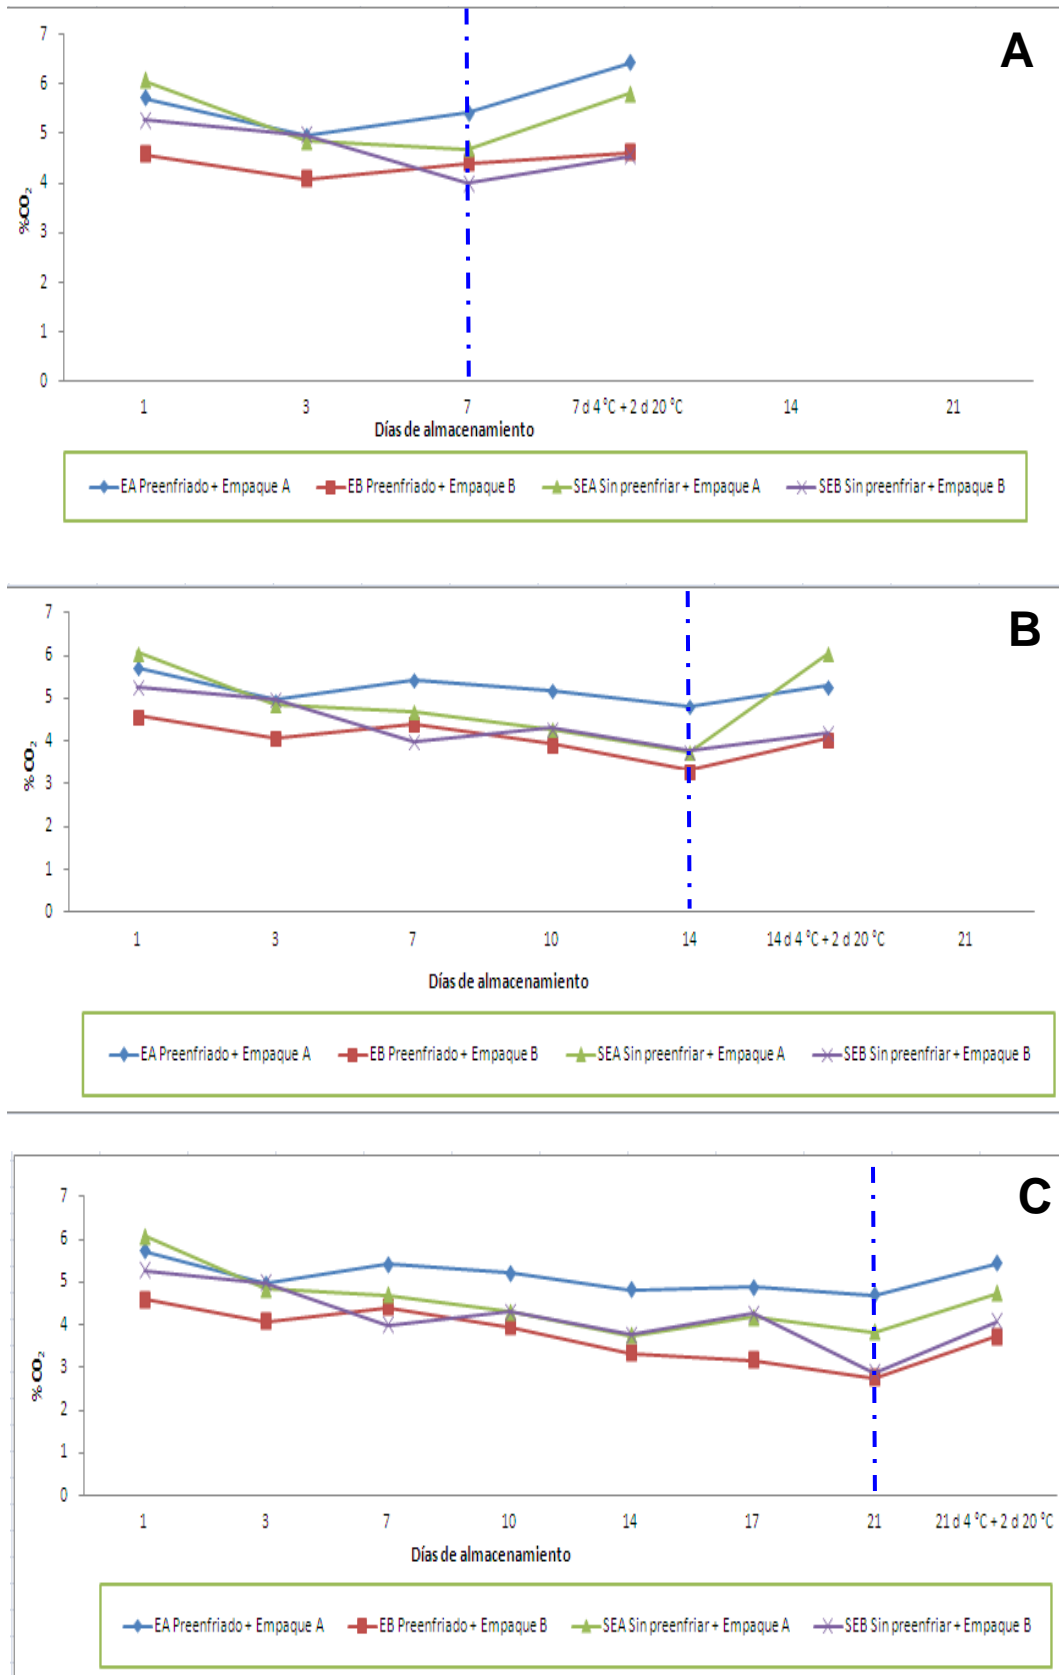 A
7
6
5
4
3
2
1
0
%CO₂
1 3 7 7 d 4 °C + 2 d 20 °C 14 21
Días de almacenamiento
EA Preenfriado + Empaque A EB Preenfriado + Empaque B SEA Sin preenfriar + Empaque A SEB Sin preenfriar + Empaque B
B
7
6
5
4
3
2
1
0
% CO₂
1 3 7 10 14 14 d 4 °C + 2 d 20 °C 21
Días de almacenamiento
EA Preenfriado + Empaque A EB Preenfriado + Empaque B SEA Sin preenfriar + Empaque A SEB Sin preenfriar + Empaque B
C
7
6
5
4
3
2
1
0
% CO₂
1 3 7 10 14 17 21 21 d 4 °C + 2 d 20 °C
Días de almacenamiento
EA Preenfriado + Empaque A EB Preenfriado + Empaque B SEA Sin preenfriar + Empaque A SEB Sin preenfriar + Empaque B